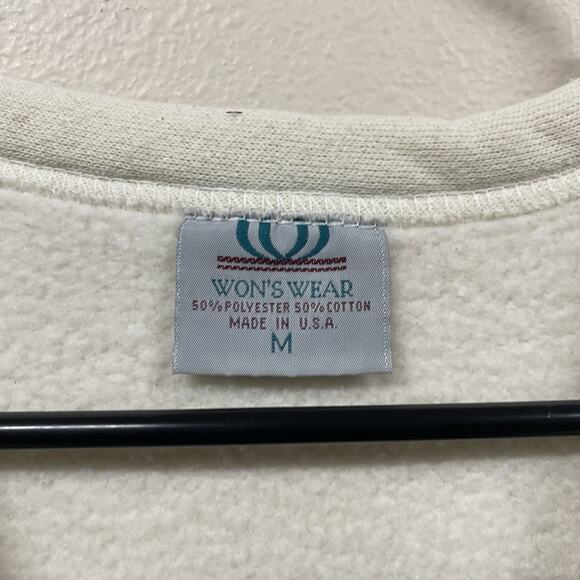 WON'S WEAR
50% POLYESTER 50% COTTON
MADE IN U.S.A.
M